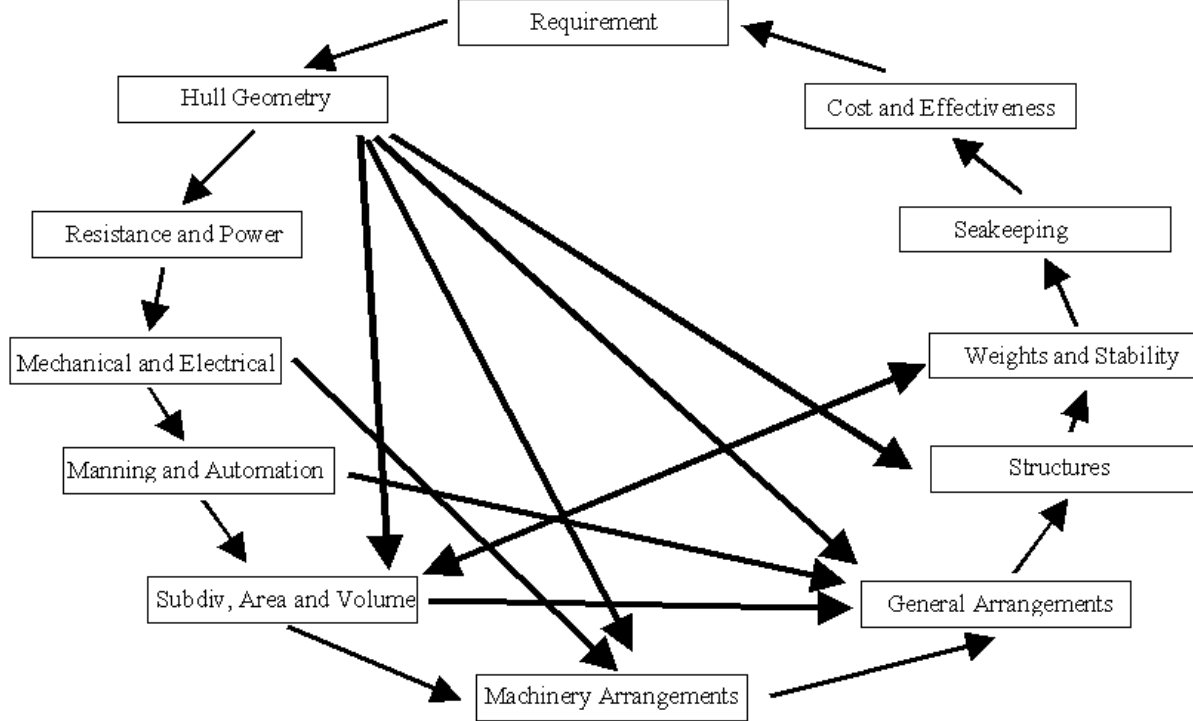 Requirement
Hull Geometry
Cost and Effectiveness
Resistance and Power
Seakeeping
Mechanical and Electrical
Weights and Stability
Manning and Automation
Structures
Subdiv, Area and Volume
General Arrangements
Machinery Arrangements